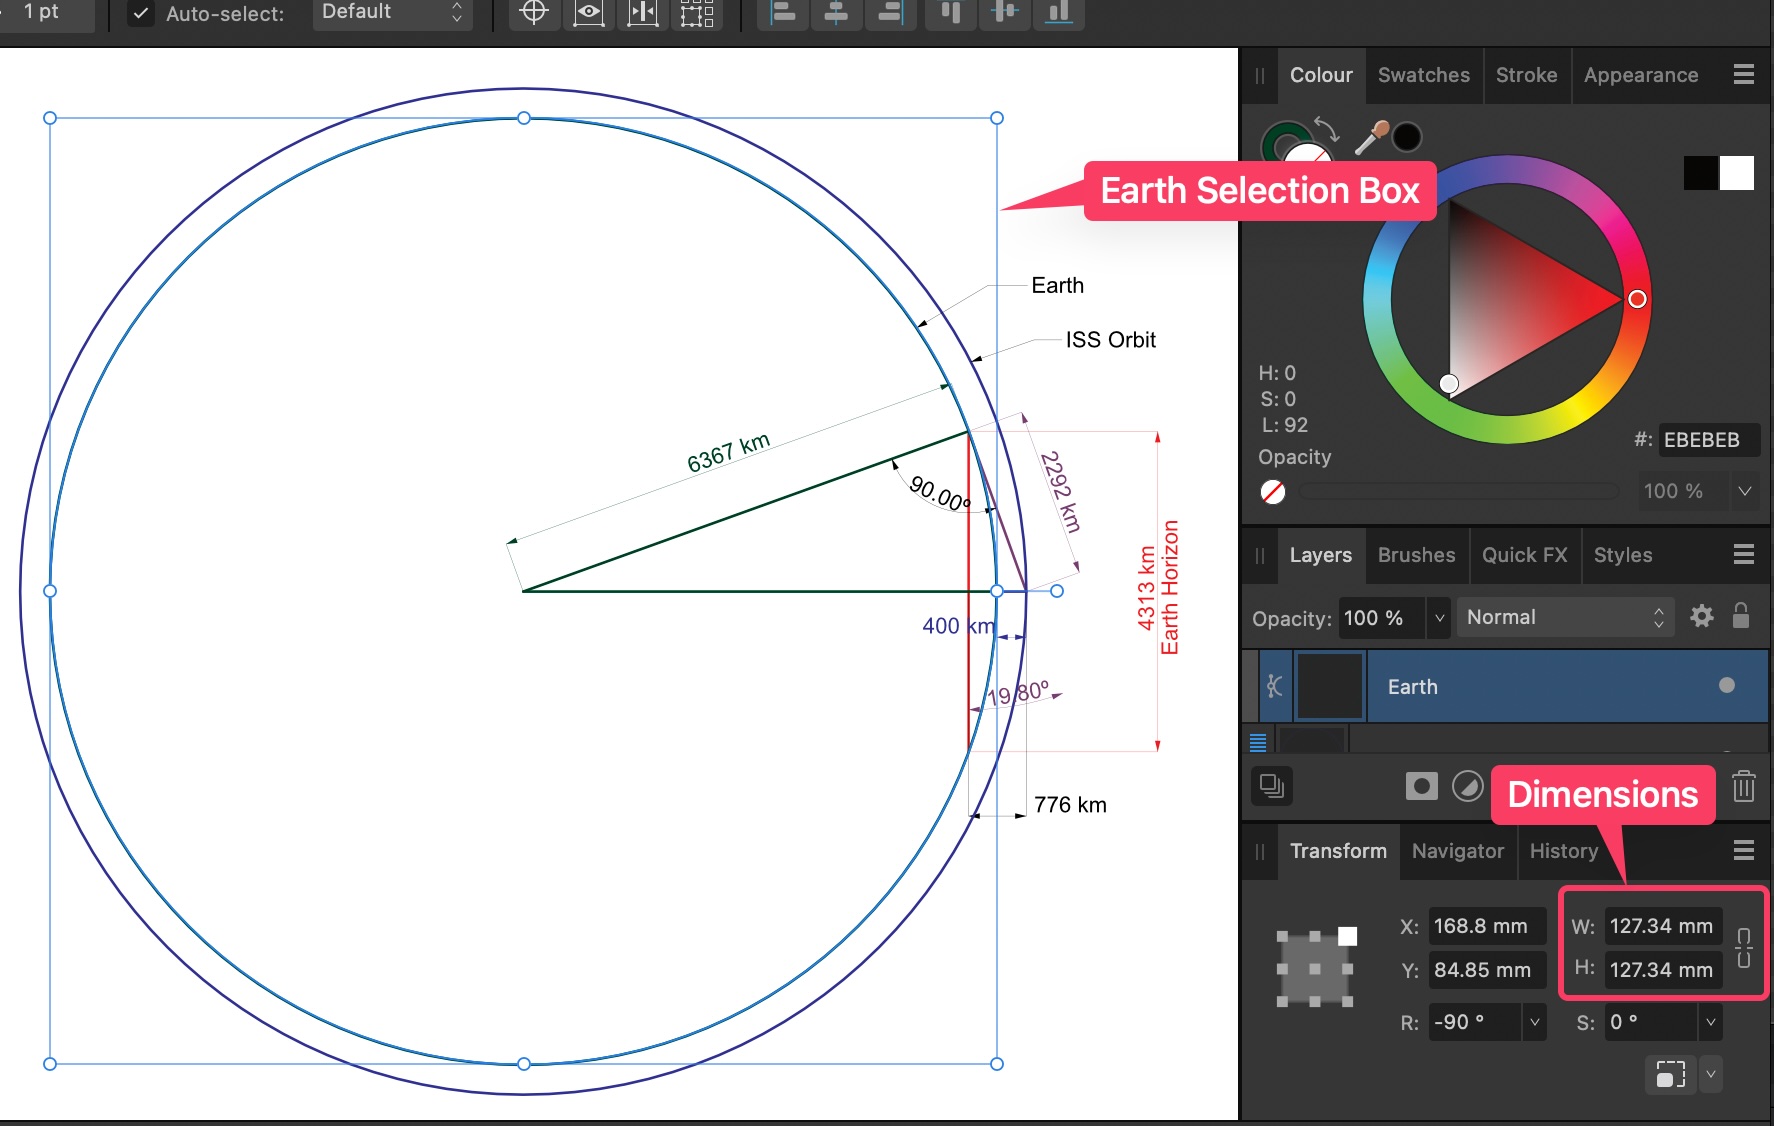 1 pt
Auto-select:
Default
Colour
Swatches
Stroke
Appearance
Earth Selection Box
H: 0
S: 0
L: 92
#: EBEBEB
Opacity
100 %
Earth
ISS Orbit
6367 km
90.00º
2292 km
4313 km
Earth Horizon
400 km
19.80º
776 km
Layers
Brushes
Quick FX
Styles
Opacity: 100 %
Normal
Earth
Dimensions
Transform
Navigator
History
X: 168.8 mm
W: 127.34 mm
Y: 84.85 mm
H: 127.34 mm
R: -90 °
S: 0 °